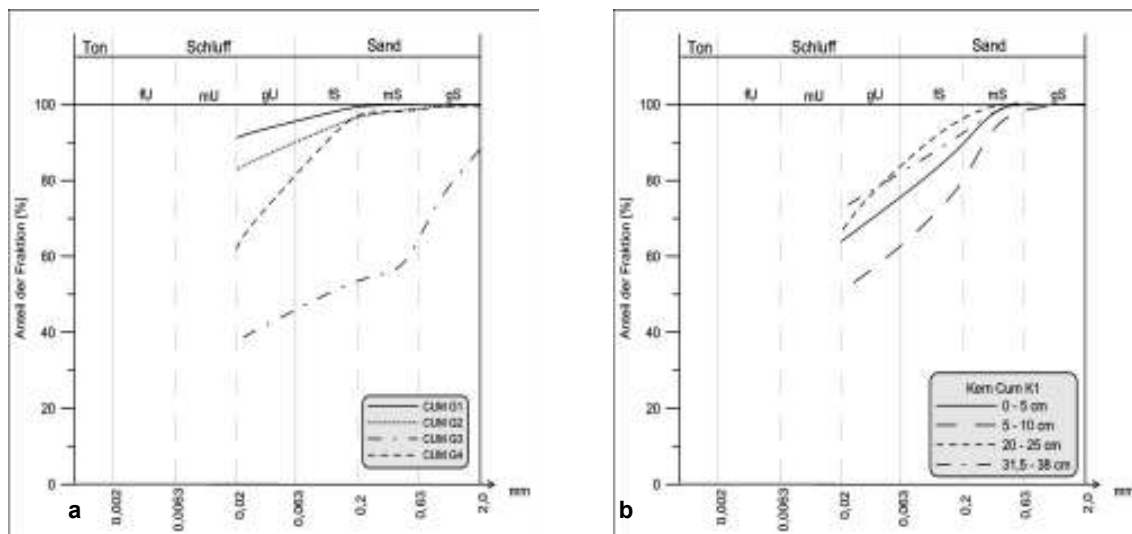 Ton Schluff Sand
fU mU gU fS mS gS
Anteil der Fraktion [%]
100
80
60
40
20
0
CUM G1
CUM G2
CUM G3
CUM G4
0,002 0,0063 0,02 0,063 0,2 0,63 2,0 mm
a
Ton Schluff Sand
fU mU gU fS mS gS
Anteil der Fraktion [%]
100
80
60
40
20
0
Kern Cum K1
0 - 5 cm
5 - 10 cm
20 - 25 cm
31,5 - 38 cm
0,002 0,0063 0,02 0,063 0,2 0,63 2,0 mm
b